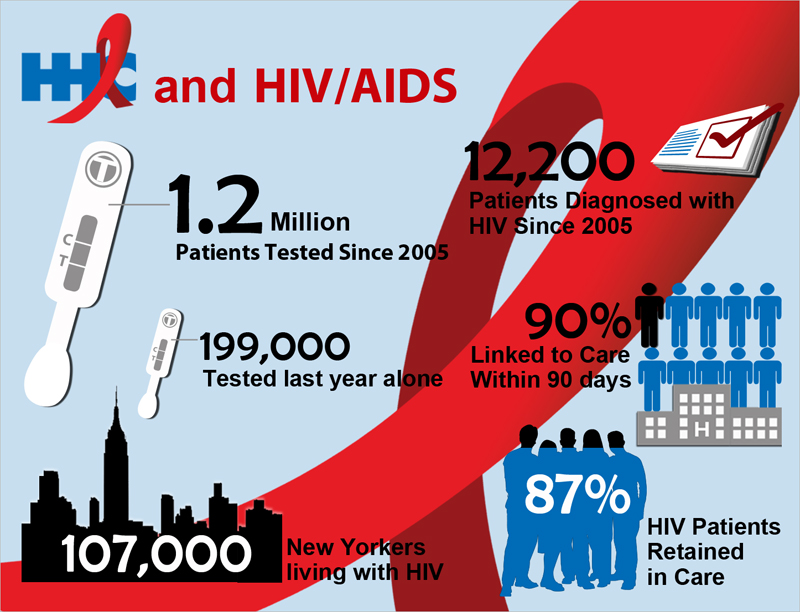 HHC and HIV/AIDS
1.2 Million
Patients Tested Since 2005
12,200
Patients Diagnosed with
HIV Since 2005
T
C
T
199,000
Tested last year alone
T
C
T
90%
Linked to Care
Within 90 days
H
107,000
New Yorkers
living with HIV
87%
HIV Patients
Retained
in Care